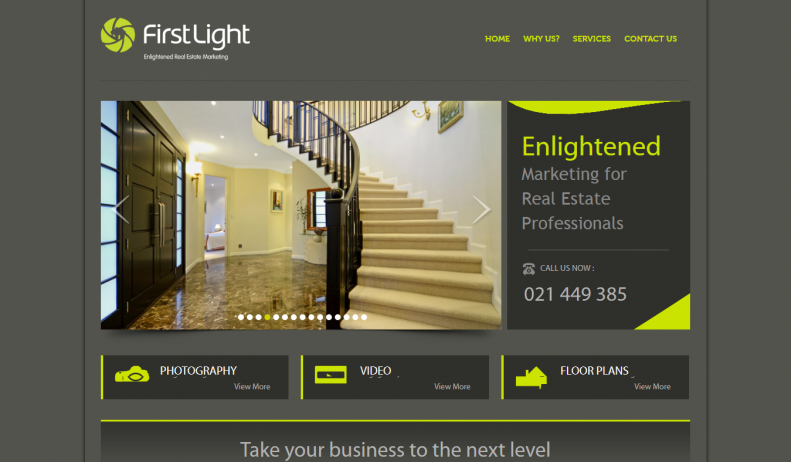 FirstLight
Enlightened Real Estate Marketing
HOME WHY US? SERVICES CONTACT US
Enlightened
Marketing for
Real Estate
Professionals
CALL US NOW :
021 449 385
PHOTOGRAPHY
View More
VIDEO
View More
FLOOR PLANS
View More
Take your business to the next level